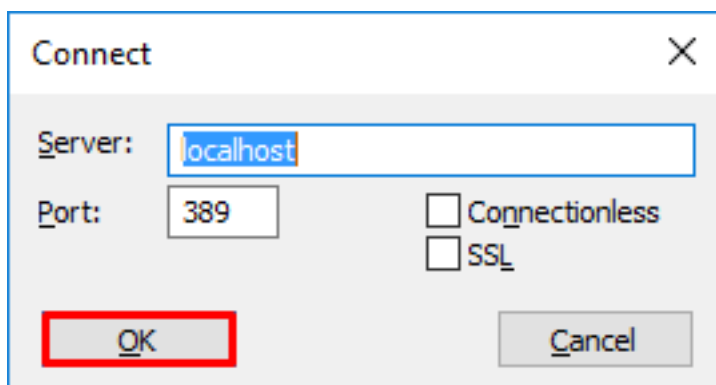 Connect
Server: localhost
Port: 389 Connectionless
SSL
OK Cancel